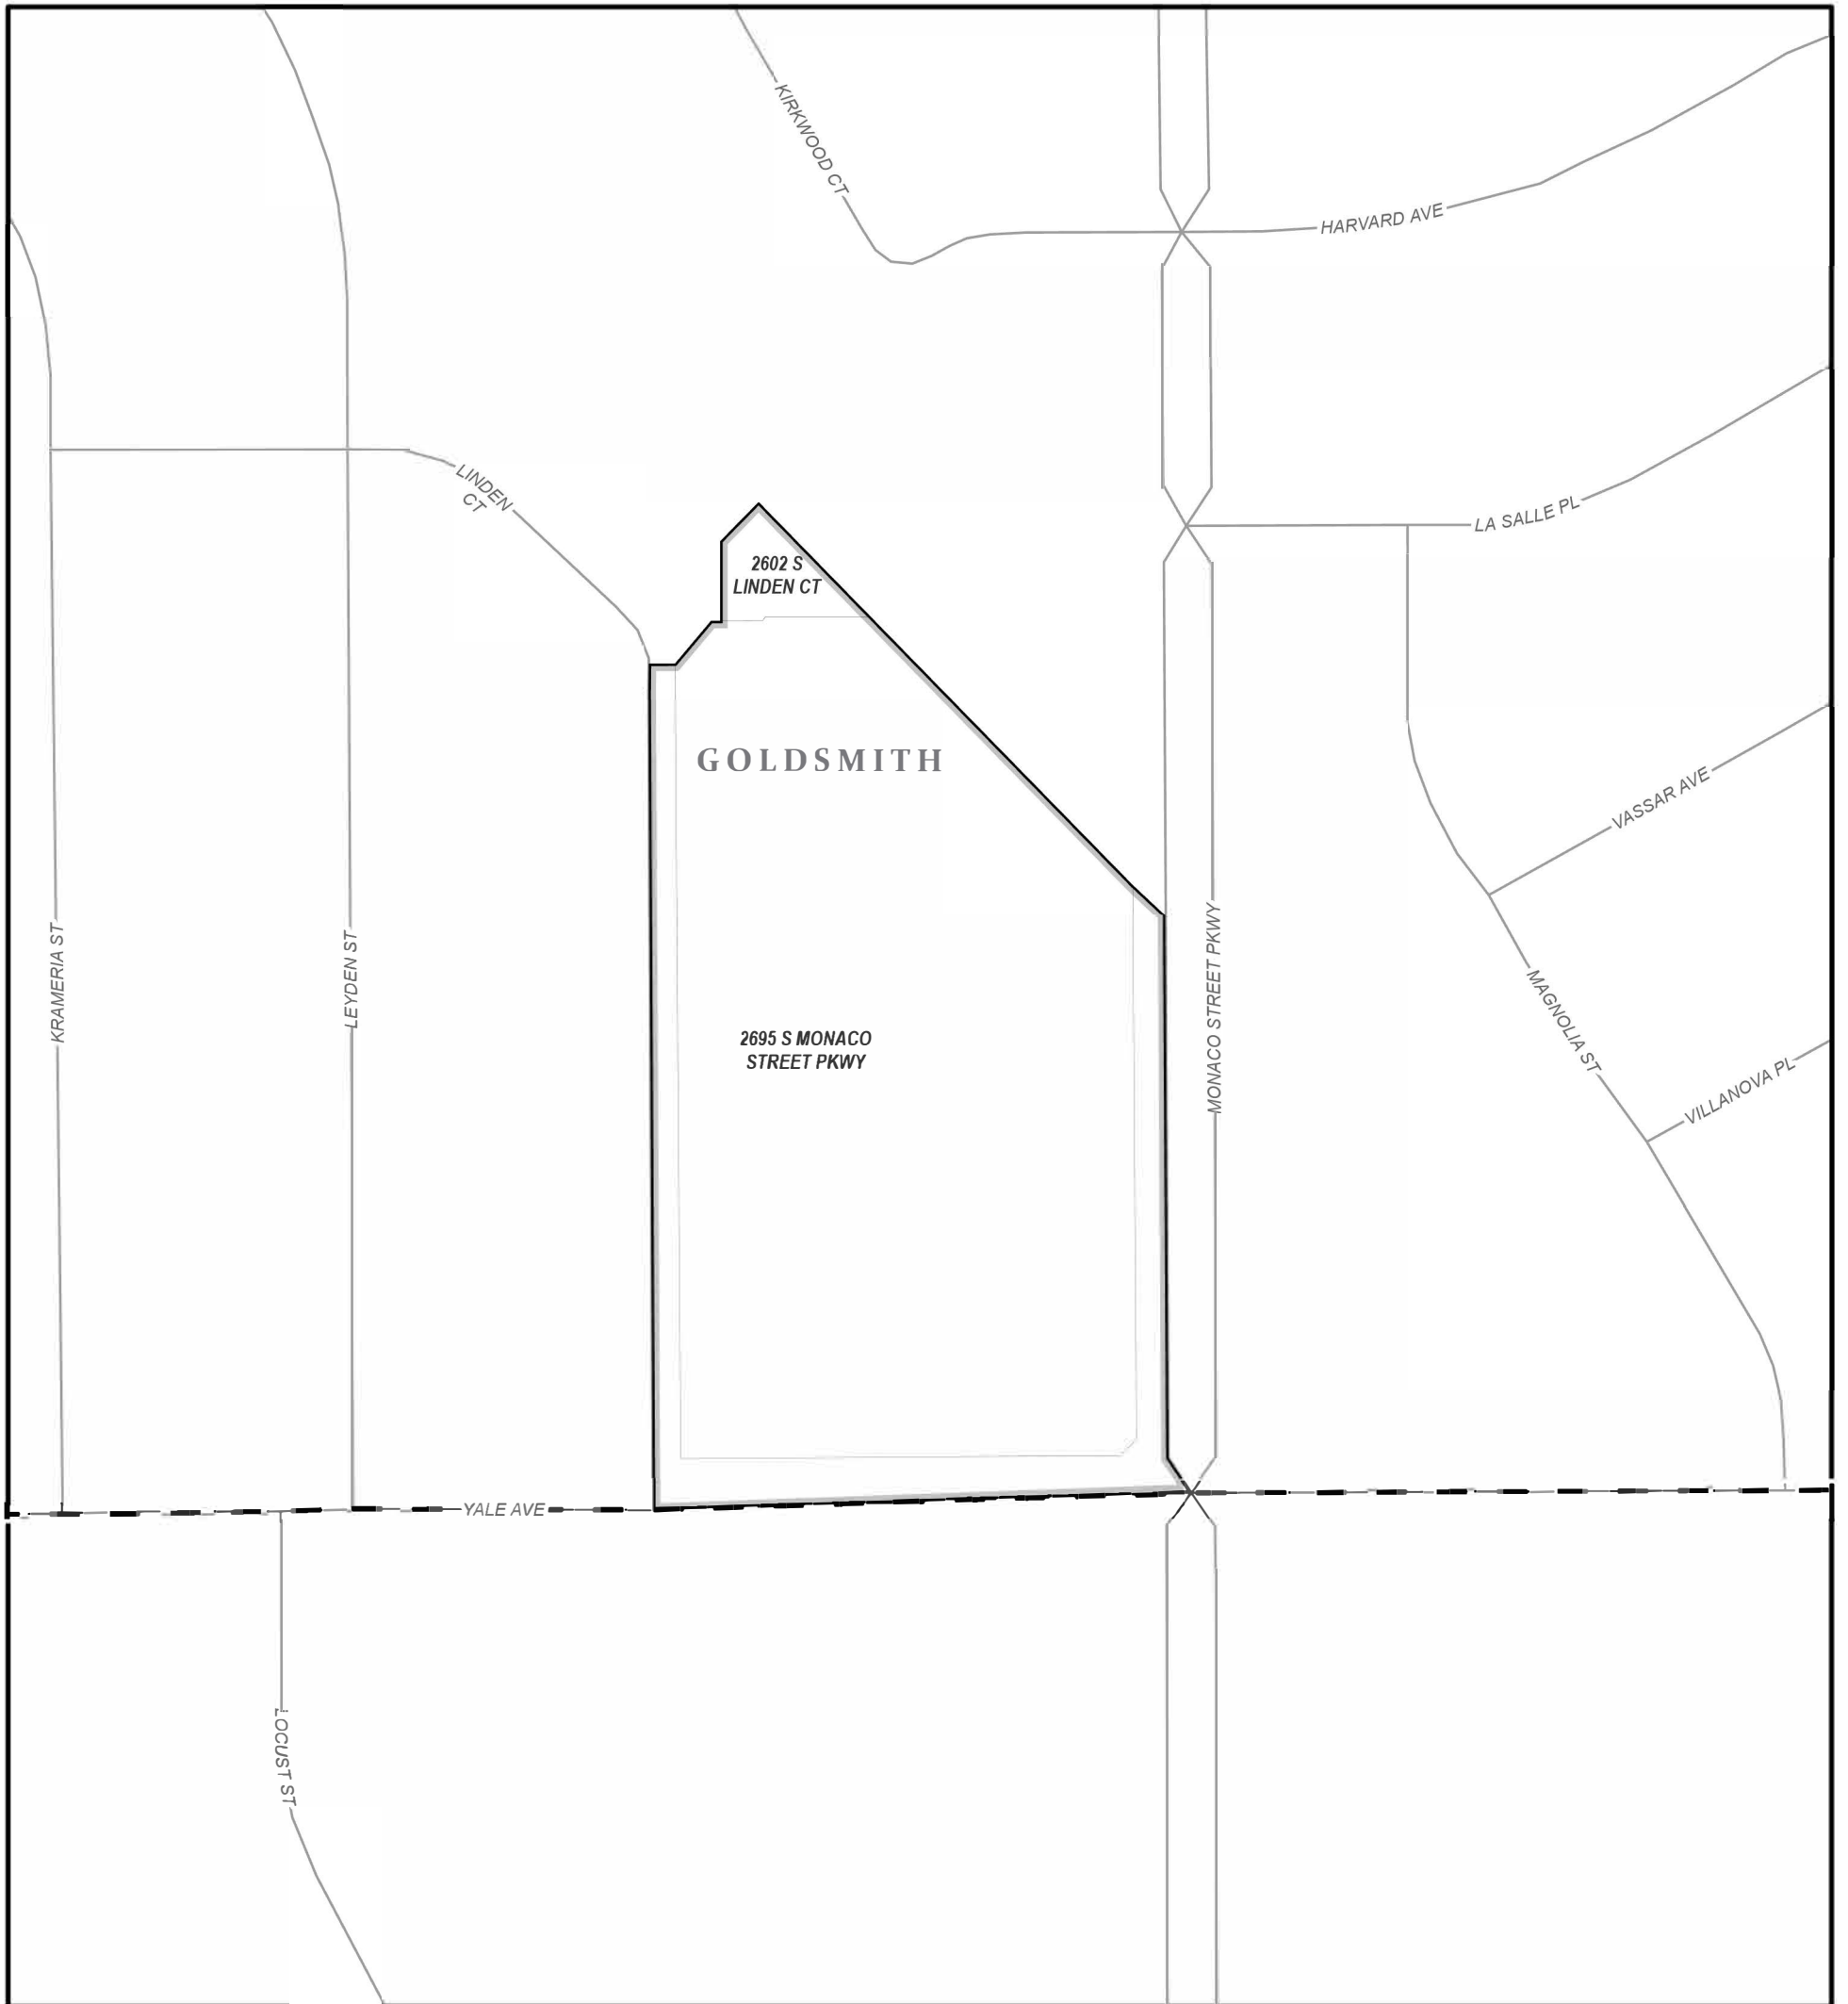 KIRKWOOD CT
HARVARD AVE
LINDEN
CT
LA SALLE PL
2602 S
LINDEN CT
GOLDSMITH
VASSAR AVE
KRAMERIA ST
LEYDEN ST
MONACO STREET PKWY
MAGNOLIA ST
2695 S MONACO
STREET PKWY
VILLANOVA PL
YALE AVE
LOCUST ST